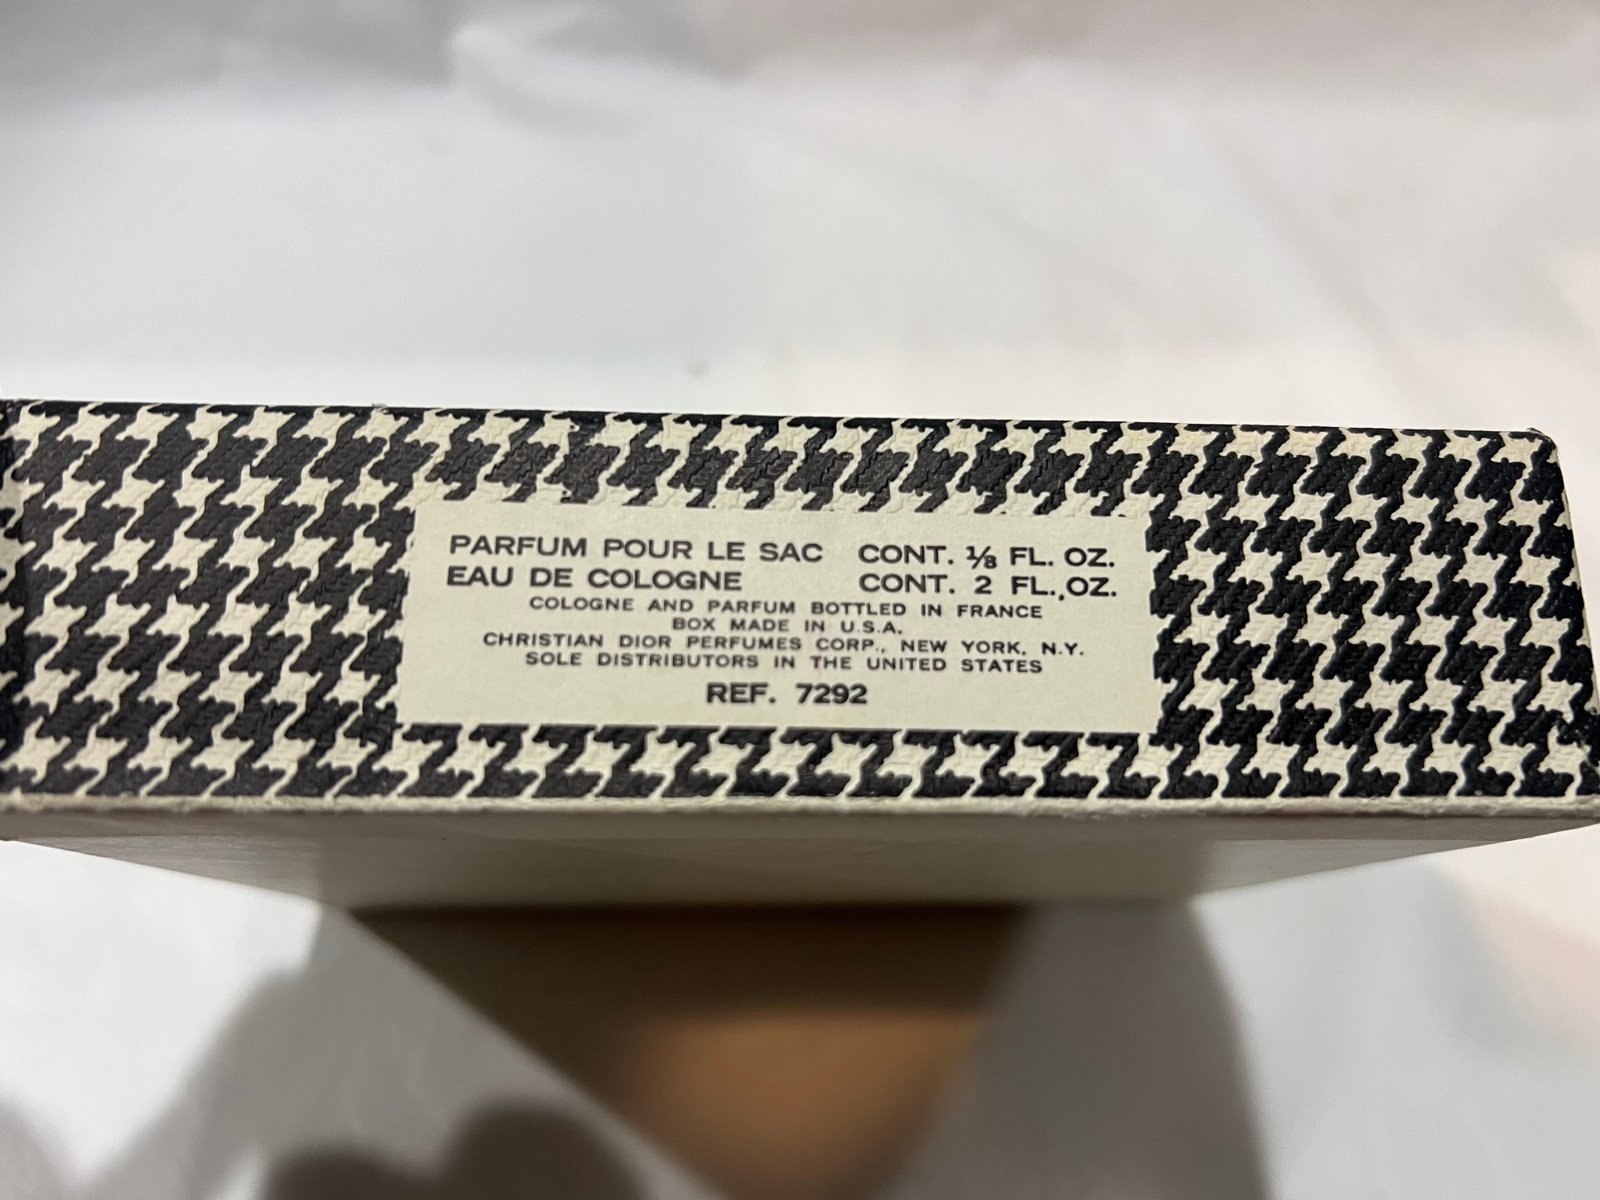 PARFUM POUR LE SAC CONT. ⅛ FL. OZ.
EAU DE COLOGNE CONT. 2 FL., OZ.
COLOGNE AND PARFUM BOTTLED IN FRANCE
BOX MADE IN U.S.A.
CHRISTIAN DIOR PERFUMES CORP., NEW YORK, N.Y.
SOLE DISTRIBUTORS IN THE UNITED STATES
REF. 7292